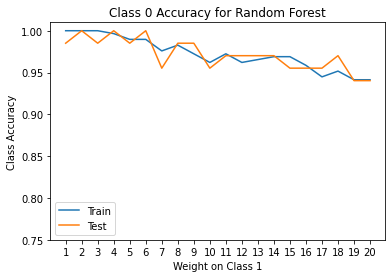 Class 0 Accuracy for Random Forest
1.00
0.95
0.90
0.85
0.80
0.75
Class Accuracy
Train
Test
1 2 3 4 5 6 7 8 9 10 11 12 13 14 15 16 17 18 19 20
Weight on Class 1